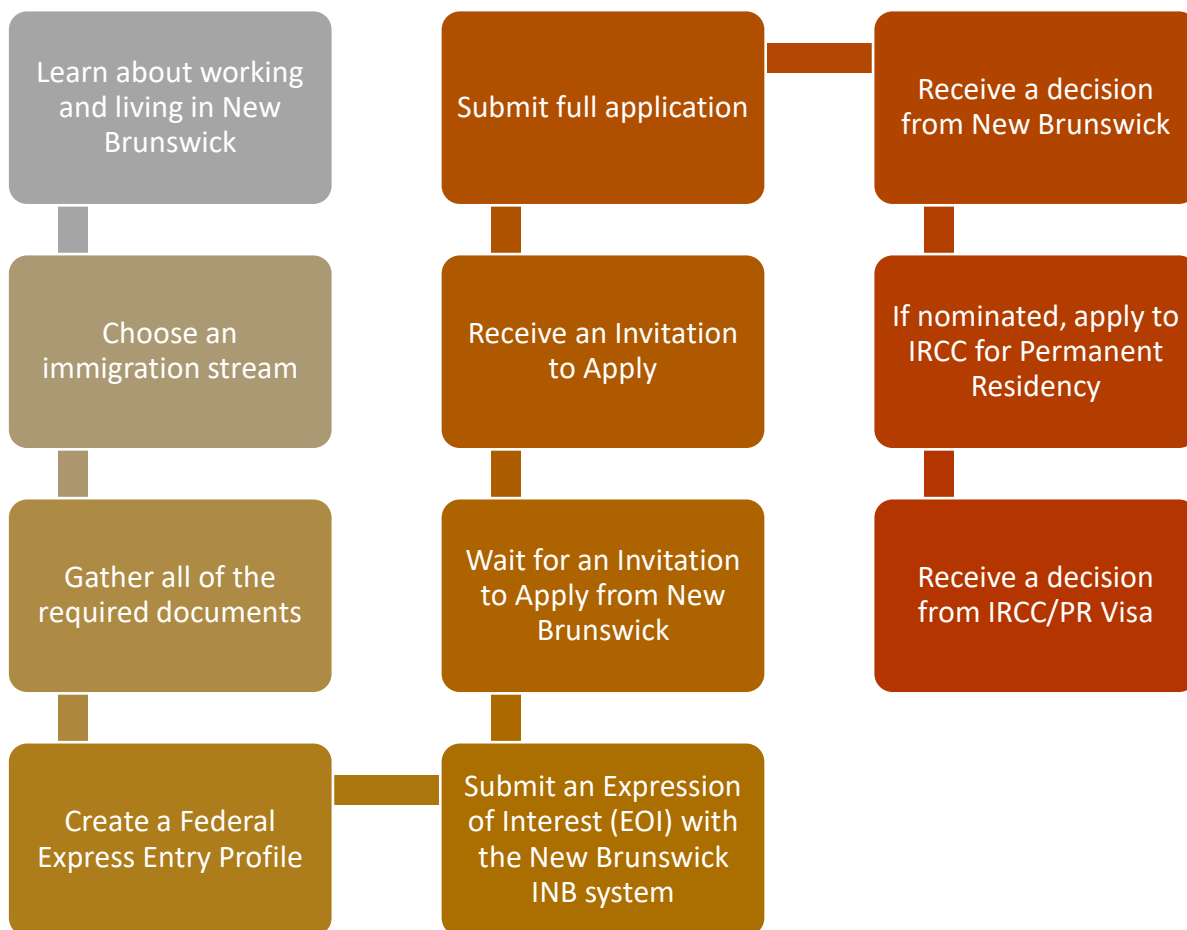 Learn about working
and living in New
Brunswick
Choose an
immigration stream
Gather all of the
required documents
Create a Federal
Express Entry Profile
Submit an Expression
of Interest (EOI) with
the New Brunswick
INB system
Wait for an Invitation
to Apply from New
Brunswick
Receive an Invitation
to Apply
Submit full application
Receive a decision
from New Brunswick
If nominated, apply to
IRCC for Permanent
Residency
Receive a decision
from IRCC/PR Visa